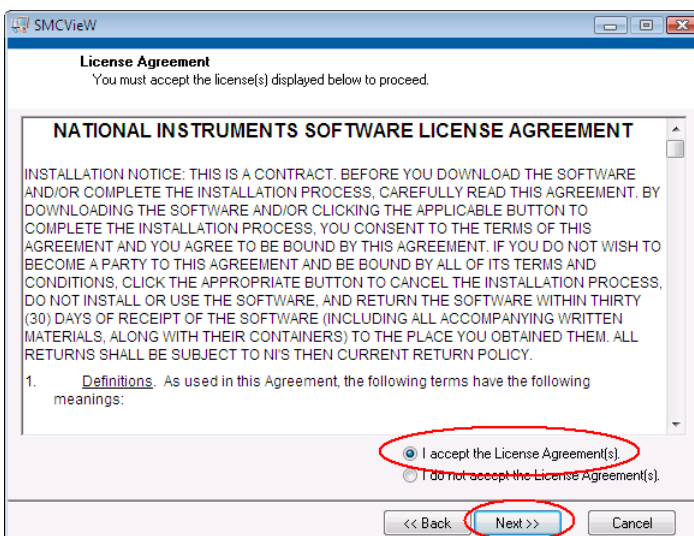 SMCVieW
License Agreement
You must accept the license(s) displayed below to proceed.
NATIONAL INSTRUMENTS SOFTWARE LICENSE AGREEMENT
INSTALLATION NOTICE: THIS IS A CONTRACT. BEFORE YOU DOWNLOAD THE SOFTWARE
AND/OR COMPLETE THE INSTALLATION PROCESS, CAREFULLY READ THIS AGREEMENT. BY
DOWNLOADING THE SOFTWARE AND/OR CLICKING THE APPLICABLE BUTTON TO
COMPLETE THE INSTALLATION PROCESS, YOU CONSENT TO THE TERMS OF THIS
AGREEMENT AND YOU AGREE TO BE BOUND BY THIS AGREEMENT. IF YOU DO NOT WISH TO
BECOME A PARTY TO THIS AGREEMENT AND BE BOUND BY ALL OF ITS TERMS AND
CONDITIONS, CLICK THE APPROPRIATE BUTTON TO CANCEL THE INSTALLATION PROCESS,
DO NOT INSTALL OR USE THE SOFTWARE, AND RETURN THE SOFTWARE WITHIN THIRTY
(30) DAYS OF RECEIPT OF THE SOFTWARE (INCLUDING ALL ACCOMPANYING WRITTEN
MATERIALS, ALONG WITH THEIR CONTAINERS) TO THE PLACE YOU OBTAINED THEM. ALL
RETURNS SHALL BE SUBJECT TO NI'S THEN CURRENT RETURN POLICY.
1. Definitions. As used in this Agreement, the following terms have the following
meanings:
I accept the License Agreement(s).
I do not accept the License Agreement(s).
<< Back Next >> Cancel